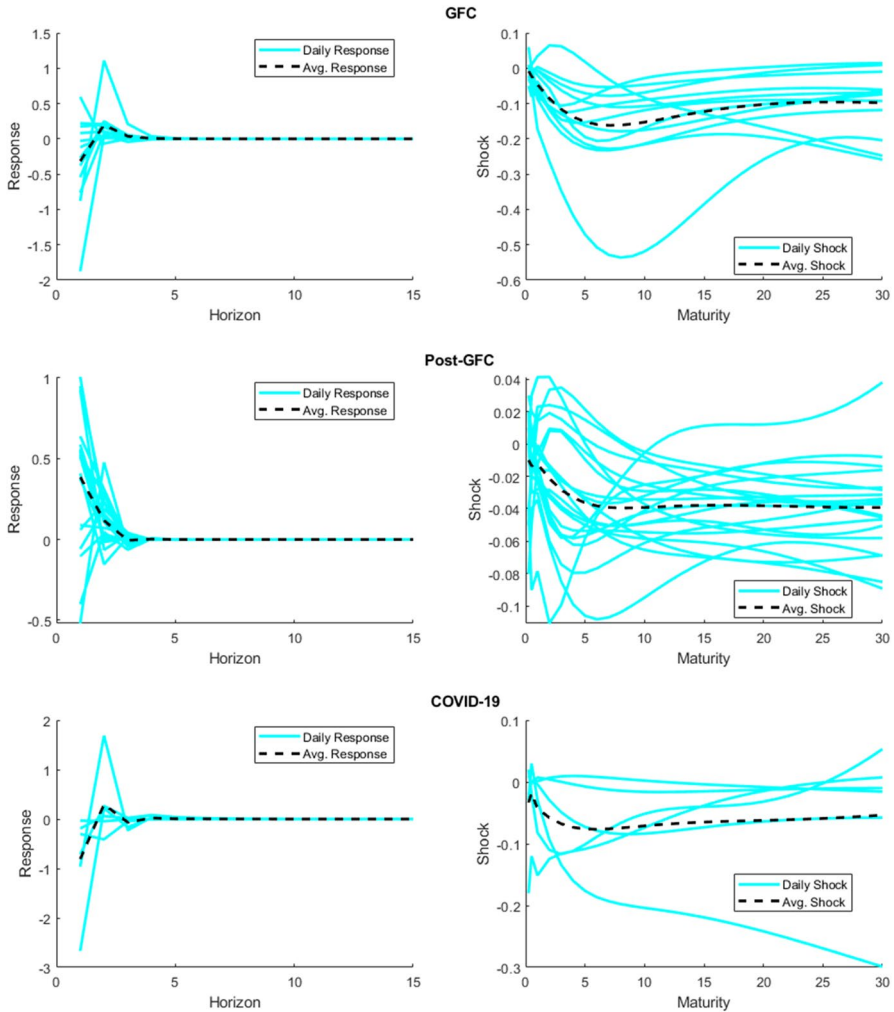 GFC
1.5
1
0.5
0
-0.5
-1
-1.5
-2
Response
0 5 10 15
Horizon
Daily Response
Avg. Response
0.1
0
-0.1
-0.2
-0.3
-0.4
-0.5
-0.6
Shock
0 5 10 15 20 25 30
Maturity
Daily Shock
Avg. Shock
Post-GFC
1
0.5
0
-0.5
Response
0 5 10 15
Horizon
Daily Response
Avg. Response
0.04
0.02
0
-0.02
-0.04
-0.06
-0.08
-0.1
Shock
0 5 10 15 20 25 30
Maturity
Daily Shock
Avg. Shock
COVID-19
2
1
0
-1
-2
-3
Response
0 5 10 15
Horizon
Daily Response
Avg. Response
0.1
0
-0.1
-0.2
-0.3
Shock
0 5 10 15 20 25 30
Maturity
Daily Shock
Avg. Shock